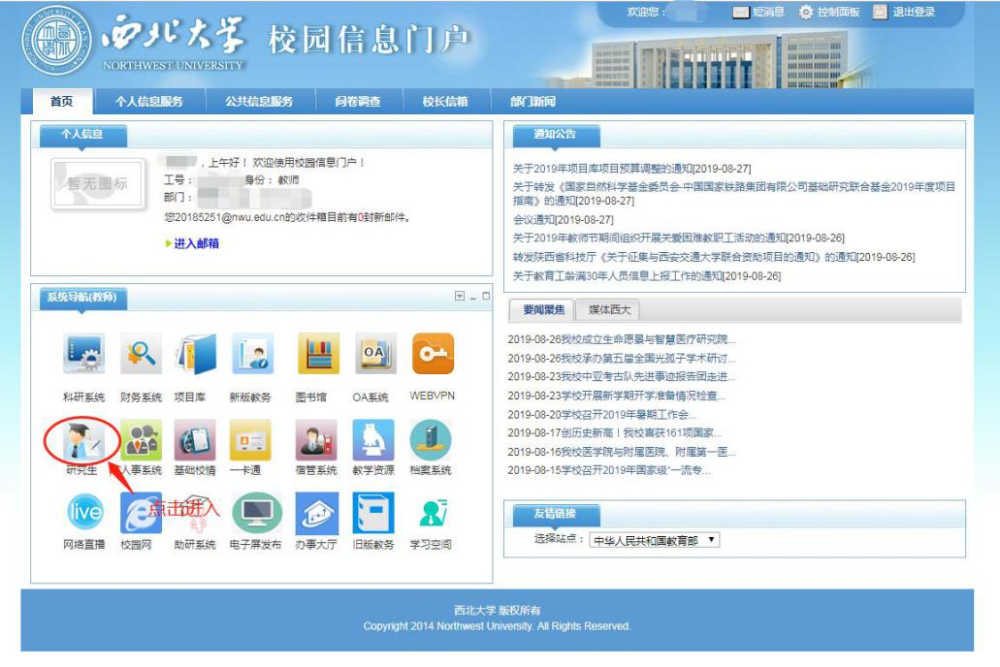 西北大学
NORTHWEST UNIVERSITY
校园信息门户
欢迎您：
短消息 控制面板 退出登录
首页 个人信息服务 公共信息服务 问卷调查 校长信箱 部门新闻
个人信息
暂无图标
，上午好！ 欢迎使用校园信息门户！
工号： 身份： 教师
部门：
您20185251@nwu.edu.cn的收件箱目前有0封新邮件。
进入邮箱
系统导航(教师)
科研系统 财务系统 项目库 新版教务 图书馆 OA系统 WEBVPN
OA
研究生 人事系统 基础校情 一卡通 宿管系统 教学资源 档案系统
点击进入
live
网络直播 校园网 助研系统 电子屏发布 办事大厅 旧版教务 学习空间
通知公告
关于2019年项目库项目预算调整的通知[2019-08-27]
关于转发《国家自然科学基金委员会-中国国家铁路集团有限公司基础研究联合基金2019年度项目
指南》的通知[2019-08-27]
会议通知[2019-08-27]
关于2019年教师节期间组织开展关爱困难教职工活动的通知[2019-08-26]
转发陕西省科技厅《关于征集与西安交通大学联合资助项目的通知》的通知[2019-08-26]
关于教育工龄满30年人员信息上报工作的通知[2019-08-26]
要闻聚焦 媒体西大
2019-08-26我校成立生命愿景与智慧医疗研究院...
2019-08-26我校承办第五届全国光孤子学术研讨...
2019-08-23我校中亚考古队先进事迹报告团走进...
2019-08-23学校开展新学期开学准备情况检查...
2019-08-20学校召开2019年暑期工作会...
2019-08-17创历史新高！我校喜获161项国家...
2019-08-16我校医学院与附属医院、附属第一医...
2019-08-15学校召开2019年国家级“一流专...
友情链接
选择站点： 中华人民共和国教育部
西北大学 版权所有
Copyright 2014 Northwest University. All Rights Reserved.